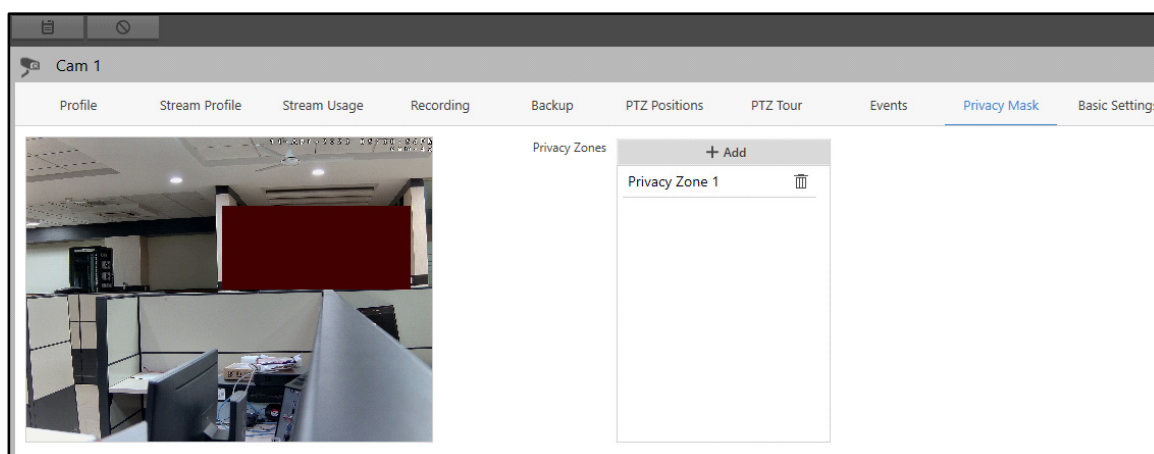 Cam 1
Profile Stream Profile Stream Usage Recording Backup PTZ Positions PTZ Tour Events Privacy Mask Basic Settings
Privacy Zones
+ Add
Privacy Zone 1